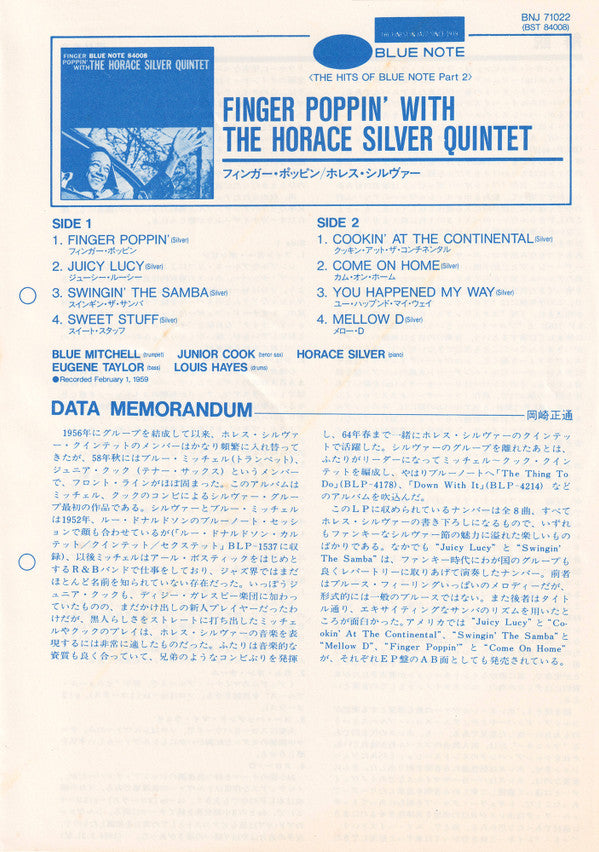 BNJ 71022
(BST 84008)
FINGER BLUE NOTE 84008
POPPIN' WITH THE HORACE SILVER QUINTET
THE FINEST IN JAZZ SINCE 1939
BLUE NOTE
〈THE HITS OF BLUE NOTE Part 2〉
FINGER POPPIN' WITH
THE HORACE SILVER QUINTET
フィンガー・ポッピン/ホレス・シルヴァー
SIDE 1
1. FINGER POPPIN'(Silver)
フィンガー・ポッピン
2. JUICY LUCY(Silver)
ジューシー・ルーシー
3. SWINGIN' THE SAMBA(Silver)
スインギン・ザ・サンバ
4. SWEET STUFF(Silver)
スイート・スタッフ
SIDE 2
1. COOKIN' AT THE CONTINENTAL(Silver)
クッキン・アット・ザ・コンチネンタル
2. COME ON HOME(Silver)
カム・オン・ホーム
3. YOU HAPPENED MY WAY(Silver)
ユー・ハップンド・マイ・ウェイ
4. MELLOW D(Silver)
メロー・D
BLUE MITCHELL(trumpet) JUNIOR COOK(tenor sax) HORACE SILVER(piano)
EUGENE TAYLOR(bass) LOUIS HAYES(drums)
●Recorded February 1, 1959
DATA MEMORANDUM 岡崎正通
1956年にグループを結成して以来、ホレス・シルヴァ
ー・クインテットのメンバーはかなり頻繁に入れ替って
きたが、58年秋にはブルー・ミッチェル(トランペット)、
ジュニア・クック(テナー・サックス)というメンバー
で、フロント・ラインがほぼ固まった。このアルバムは
ミッチェル、クックのコンビによるシルヴァー・グルー
プ最初の作品である。シルヴァーとブルー・ミッチェル
は1952年、ルー・ドナルドソンのブルーノート・セッシ
ョンで顔も合わせているが(「ルー・ドナルドソン・カル
テット/クインテット/セクステット」BLP-1537に収
録)、以後ミッチェルはアール・ボスティックをはじめと
するR&Bバンドで仕事をしており、ジャズ界ではまだ
ほとんど名前を知られていない存在だった。いっぽうジ
ュニア・クックも、ディジー・ガレスピー楽団に加わっ
ていたものの、まだかけ出しの新人プレイヤーだったわ
けだが、黒人らしさをストレートに打ち出したミッチェ
ルやクックのプレイは、ホレス・シルヴァーの音楽を表
現するには非常に適したものだった。ふたりは音楽的な
資質も良く合っていて、兄弟のようなコンビぶりを発揮
し、64年春まで一緒にホレス・シルヴァーのクインテッ
トで活躍した。シルヴァーのグループを離れたあとは、
ふたりがリーダーになってミッチェル〜クック・クイン
テットを編成し、やはりブルーノートへ「The Thing To
Do」(BLP-4178)、「Down With It」(BLP-4214) など
のアルバムを吹込んだ。
このLPに収められているナンバーは全8曲、すべて
ホレス・シルヴァーの書き下ろしになるもので、いずれ
もファンキーなシルヴァー節の魅力に溢れた楽しいもの
ばかりである。なかでも "Juicy Lucy" と "Swingin'
The Samba" は、ファンキー時代にわが国のグループも
良くレパートリーに取りあげて演奏したナンバー。前者
はブルース・フィーリングいっぱいのメロディーだが、
形式的には一般のブルースではない。また後者はタイト
ル通り、エキサイティングなサンバのリズムを用いたと
ころが面白かった。アメリカでは "Juicy Lucy" と "Co-
okin' At The Continental"、"Swingin' The Samba" と
"Mellow D"、"Finger Poppin'" と "Come On Home"
が、それぞれEP盤のAB面としても発売されている。